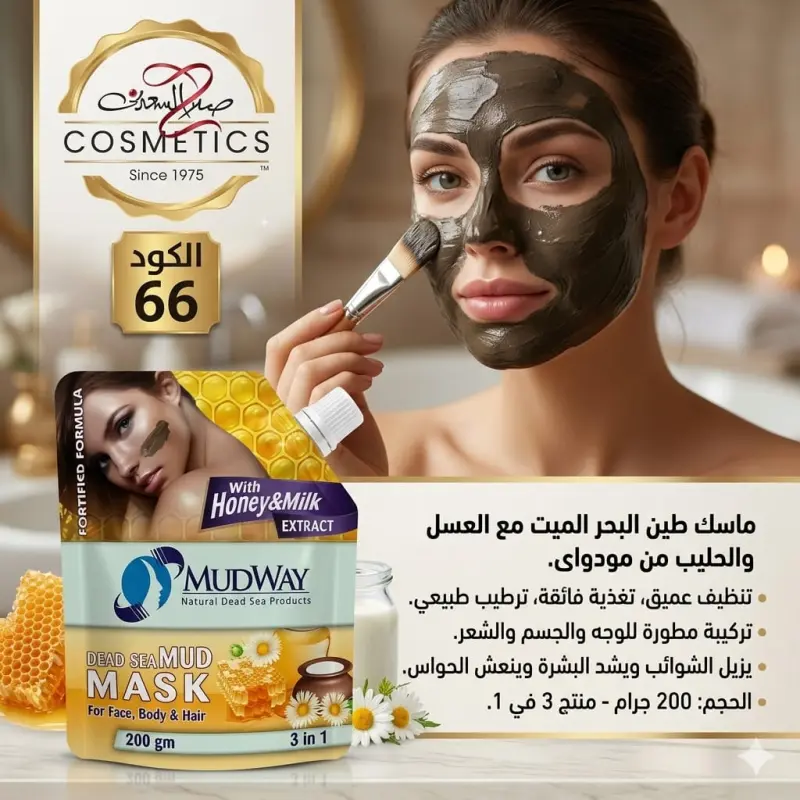 COSMETICS
Since 1975
TM
الكود
66
FORTIFIED FORMULA
With
Honey&Milk
EXTRACT
MUDWAY
Natural Dead Sea Products
DEAD SEA MUD
MASK
For Face, Body & Hair
200 gm
3 in 1
ماسك طين البحر الميت مع العسل
والحليب من مودواى.
• تنظيف عميق، تغذية فائقة، ترطيب طبيعي.
• تركيبة مطورة للوجه والجسم والشعر.
• يزيل الشوائب ويشد البشرة وينعش الحواس.
• الحجم: 200 جرام - منتج 3 في 1.